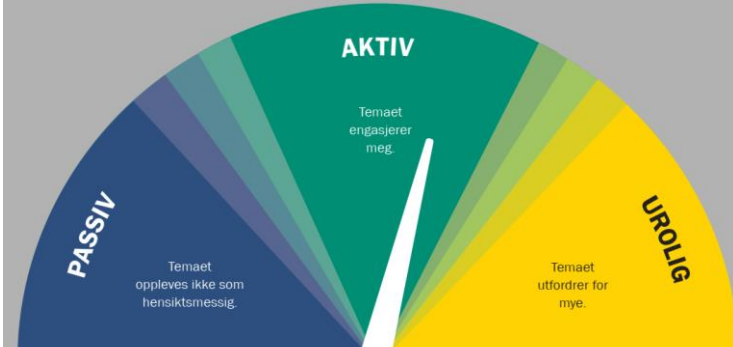 AKTIV
Temaet
engasjerer
meg.
PASSIV
Temaet
oppleves ikke som
hensiktsmessig.
UROLIG
Temaet
utfordrer for
mye.